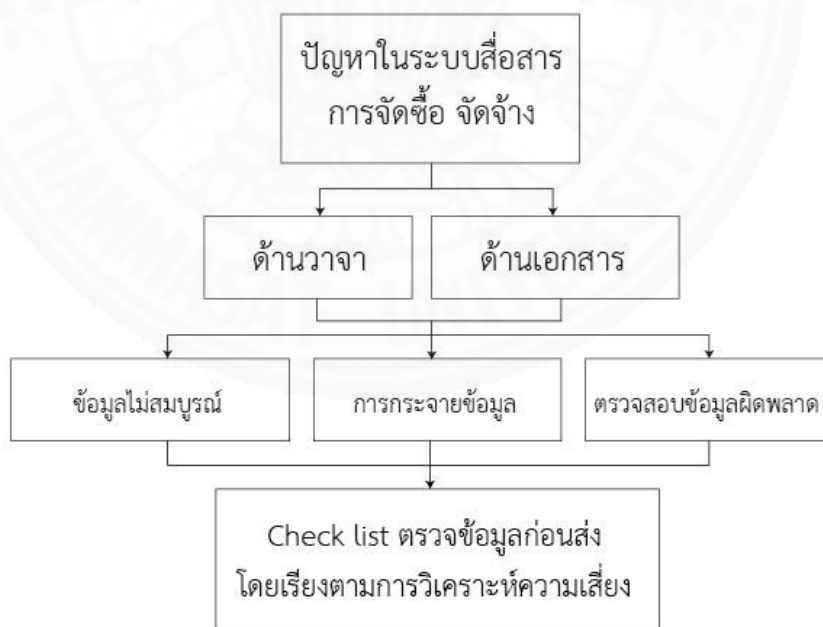 ปัญหาในระบบสื่อสาร
การจัดซื้อ จัดจ้าง
ด้านวาจา
ด้านเอกสาร
ข้อมูลไม่สมบูรณ์
การกระจายข้อมูล
ตรวจสอบข้อมูลผิดพลาด
Check list ตรวจข้อมูลก่อนส่ง
โดยเรียงตามการวิเคราะห์ความเสี่ยง
THAMMASAT UNIVERSITY